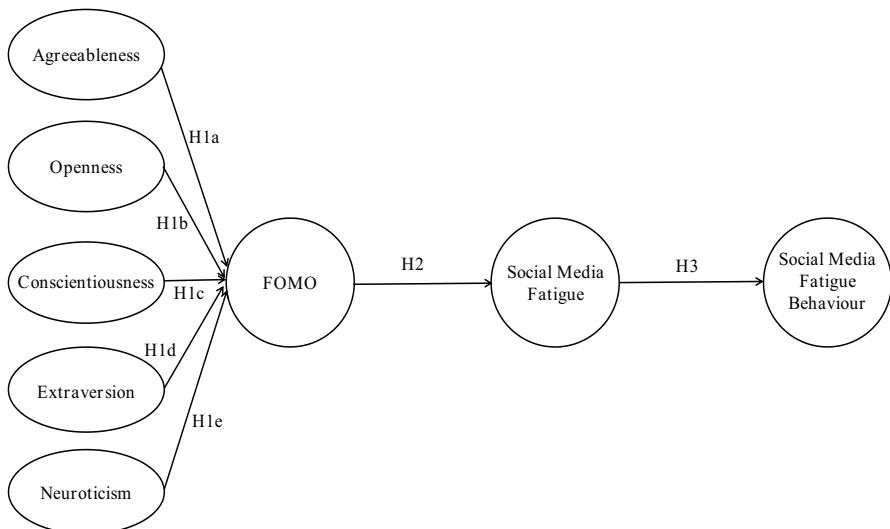 Agreeableness
H1a
Openness
H1b
Conscientiousness
H1c
FOMO
H2
Social Media
Fatigue
H3
Social Media
Fatigue
Behaviour
H1d
Extraversion
H1e
Neuroticism